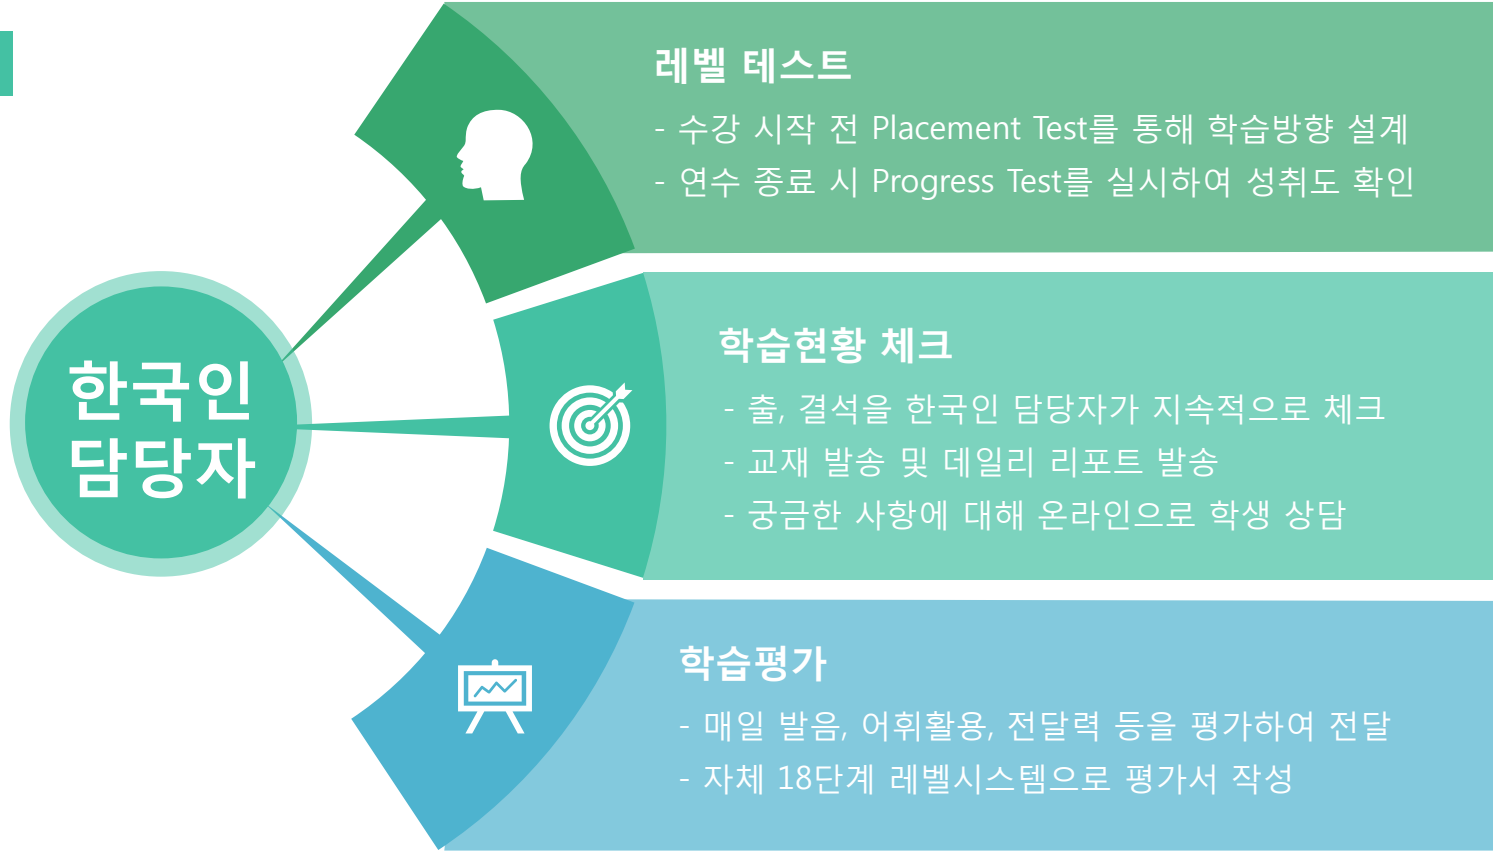 한국인
담당자
레벨 테스트
- 수강 시작 전 Placement Test를 통해 학습방향 설계
- 연수 종료 시 Progress Test를 실시하여 성취도 확인
학습현황 체크
- 출, 결석을 한국인 담당자가 지속적으로 체크
- 교재 발송 및 데일리 리포트 발송
- 궁금한 사항에 대해 온라인으로 학생 상담
학습평가
- 매일 발음, 어휘활용, 전달력 등을 평가하여 전달
- 자체 18단계 레벨시스템으로 평가서 작성